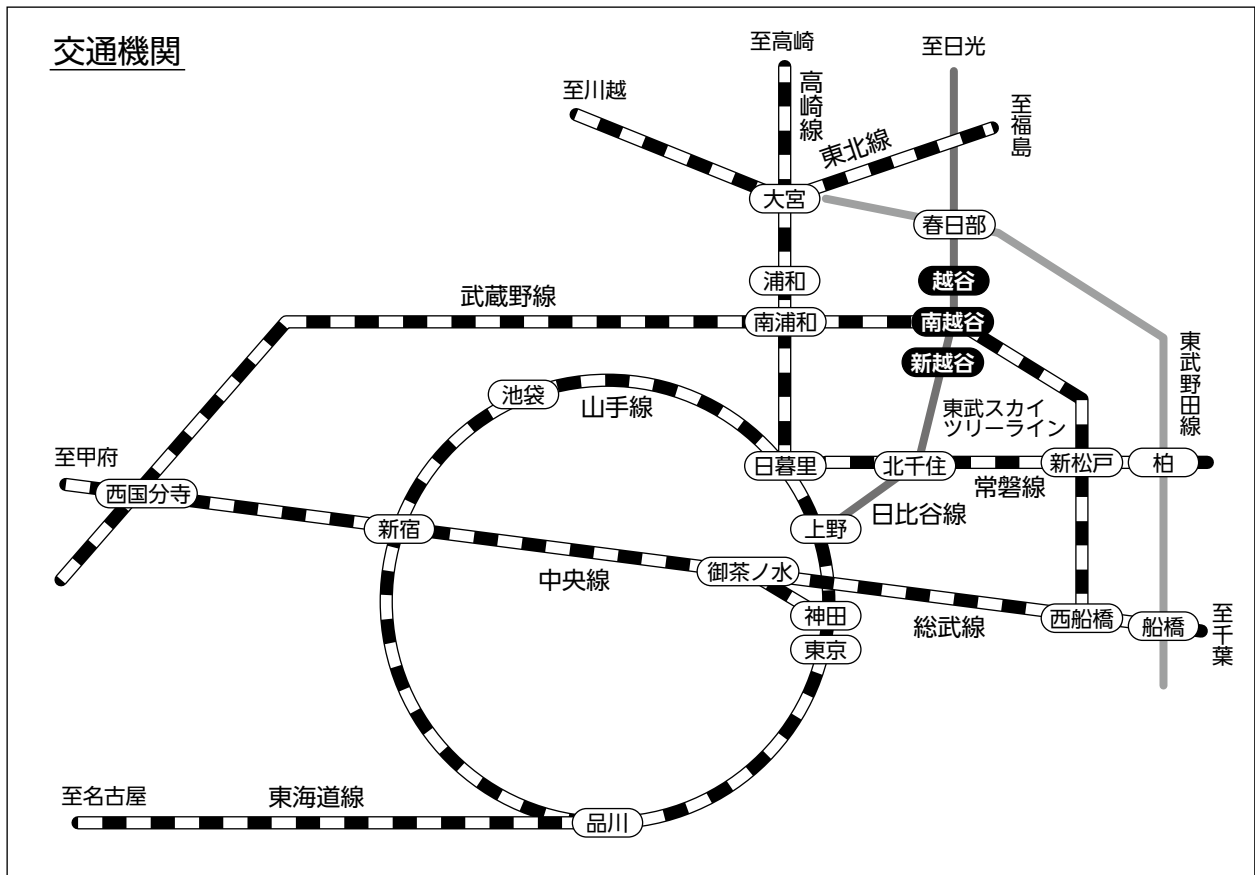 交通機関
至高崎
至日光
至川越
高崎線
至福島
東北線
大宮
春日部
浦和
越谷
武蔵野線
南浦和
南越谷
新越谷
東武野田線
池袋
山手線
東武スカイ
ツリーライン
至甲府
日暮里
北千住
新松戸
柏
西国分寺
常磐線
新宿
上野
日比谷線
中央線
御茶ノ水
神田
総武線
西船橋
船橋
至千葉
東京
至名古屋
東海道線
品川